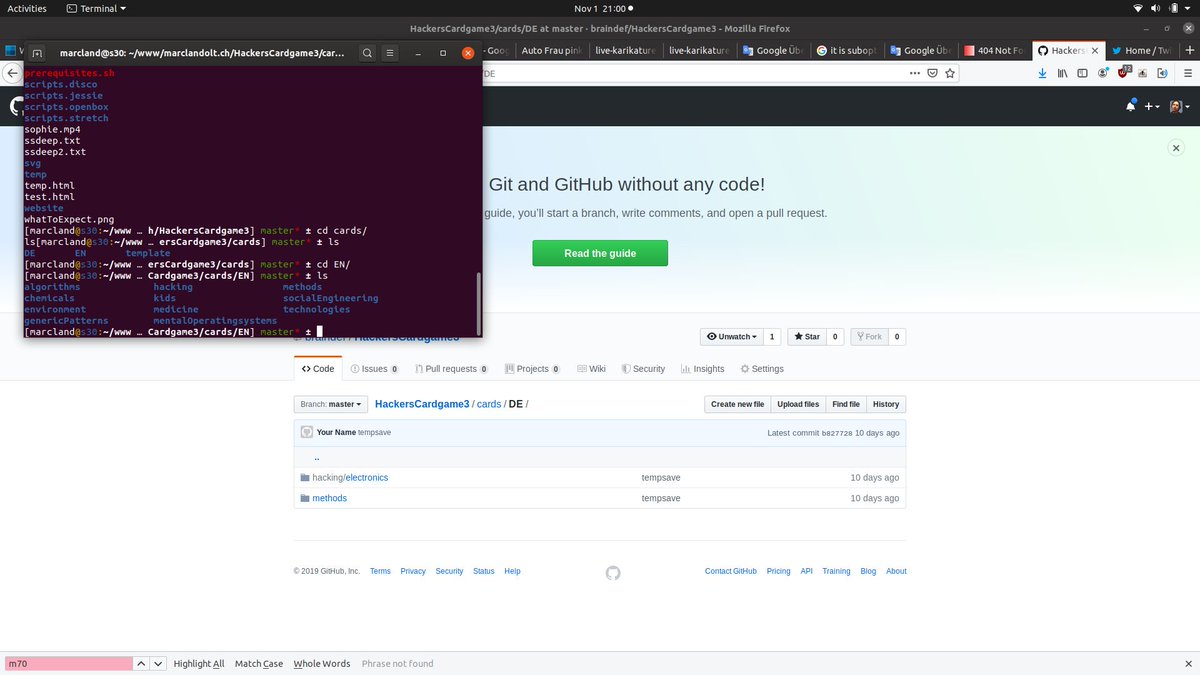 Activities Terminal Nov 1 21:00
HackersCardgame3/cards/DE at master · braindef/HackersCardgame3 - Mozilla Firefox
marcland@s30: ~/www/marclandolt.ch/HackersCardgame3/car…
- Goog Auto Frau pink live-karikature live-karikature Google Üb it is subopt Google Übe 404 Not Fo Hackers Home / Twi
/DE
prerequisites.sh
scripts.disco
scripts.jessie
scripts.openbox
scripts.stretch
sophie.mp4
ssdeep.txt
ssdeep2.txt
svg
temp
temp.html
test.html
website
whatToExpect.png
[marcland@s30:~/www … h/HackersCardgame3] master* ± cd cards/
ls[marcland@s30:~/www … ersCardgame3/cards] master* ± ls
DE EN template
[marcland@s30:~/www … ersCardgame3/cards] master* ± cd EN/
[marcland@s30:~/www … Cardgame3/cards/EN] master* ± ls
algorithms hacking methods
chemicals kids socialEngineering
environment medicine technologies
genericPatterns mentalOperatingsystems
[marcland@s30:~/www … Cardgame3/cards/EN] master* ±
Git and GitHub without any code!
guide, you’ll start a branch, write comments, and open a pull request.
Read the guide
braindef/HackersCardgame3
Unwatch 1 Star 0 Fork 0
Code Issues 0 Pull requests 0 Projects 0 Wiki Security Insights Settings
Branch: master HackersCardgame3 / cards / DE / Create new file Upload files Find file History
Your Name tempsave Latest commit b827728 10 days ago
..
hacking/electronics tempsave 10 days ago
methods tempsave 10 days ago
© 2019 GitHub, Inc. Terms Privacy Security Status Help Contact GitHub Pricing API Training Blog About
m70 Highlight All Match Case Whole Words Phrase not found